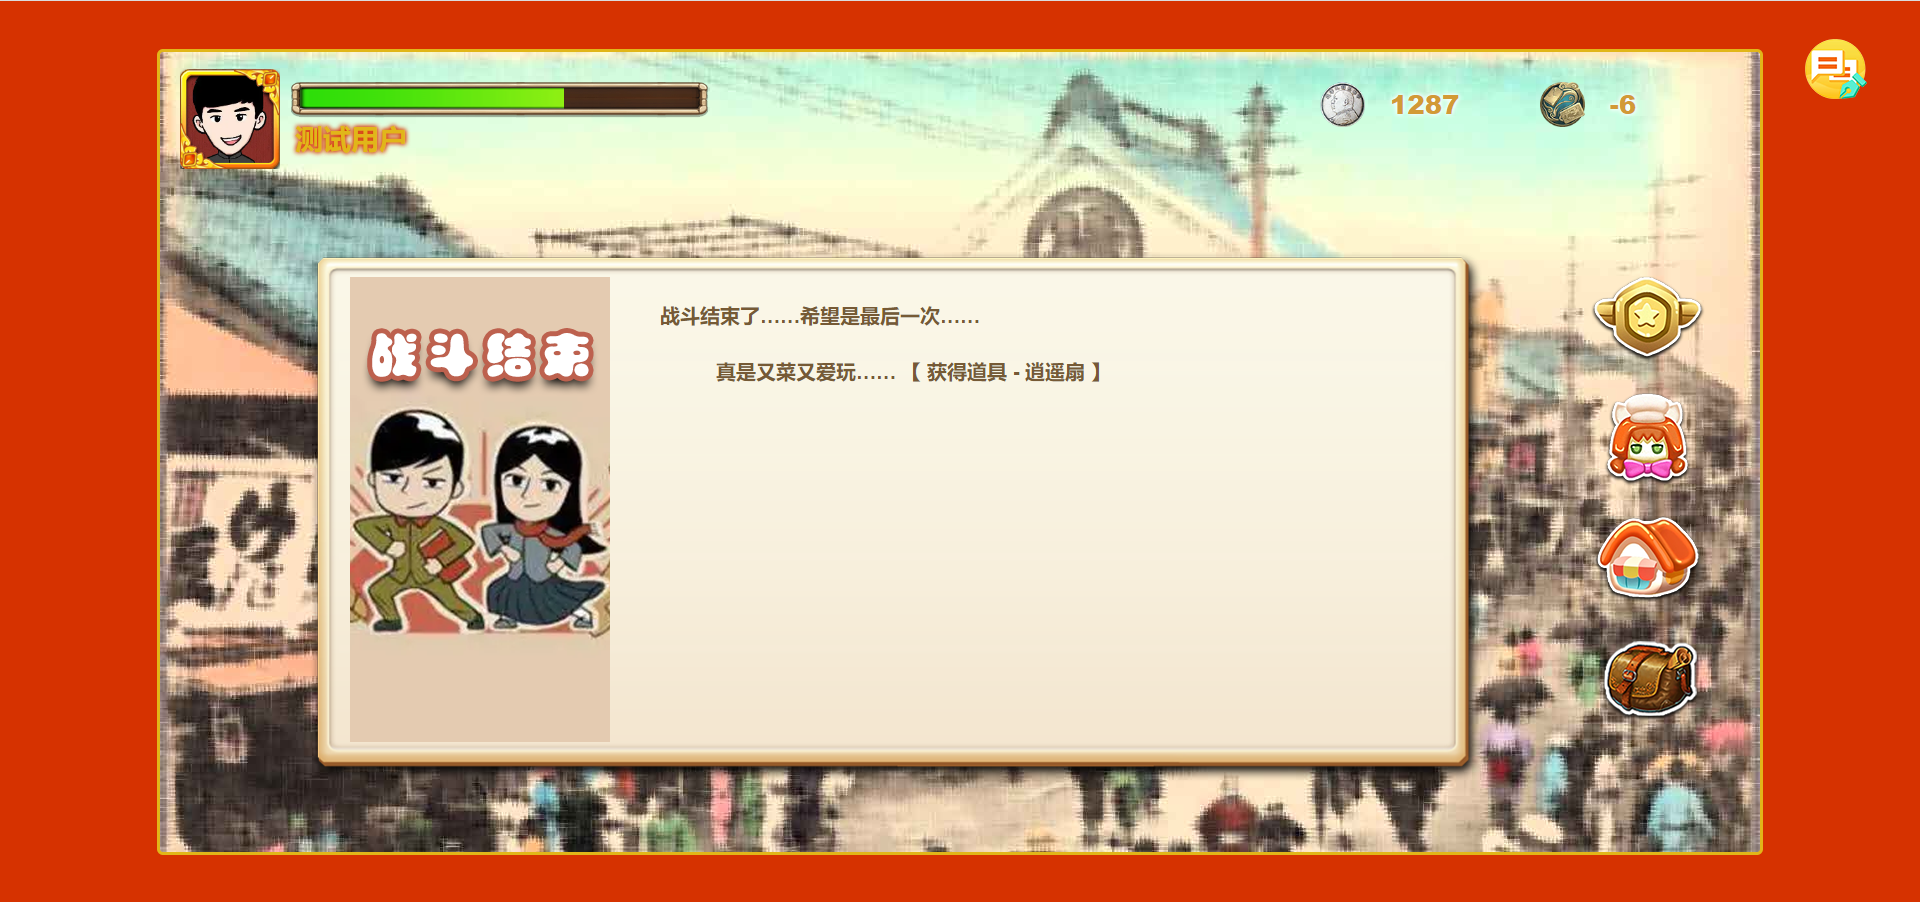 测试用户
1287
-6
战斗结束
战斗结束了……希望是最后一次……
真是又菜又爱玩…… 【 获得道具 - 逍遥扇 】